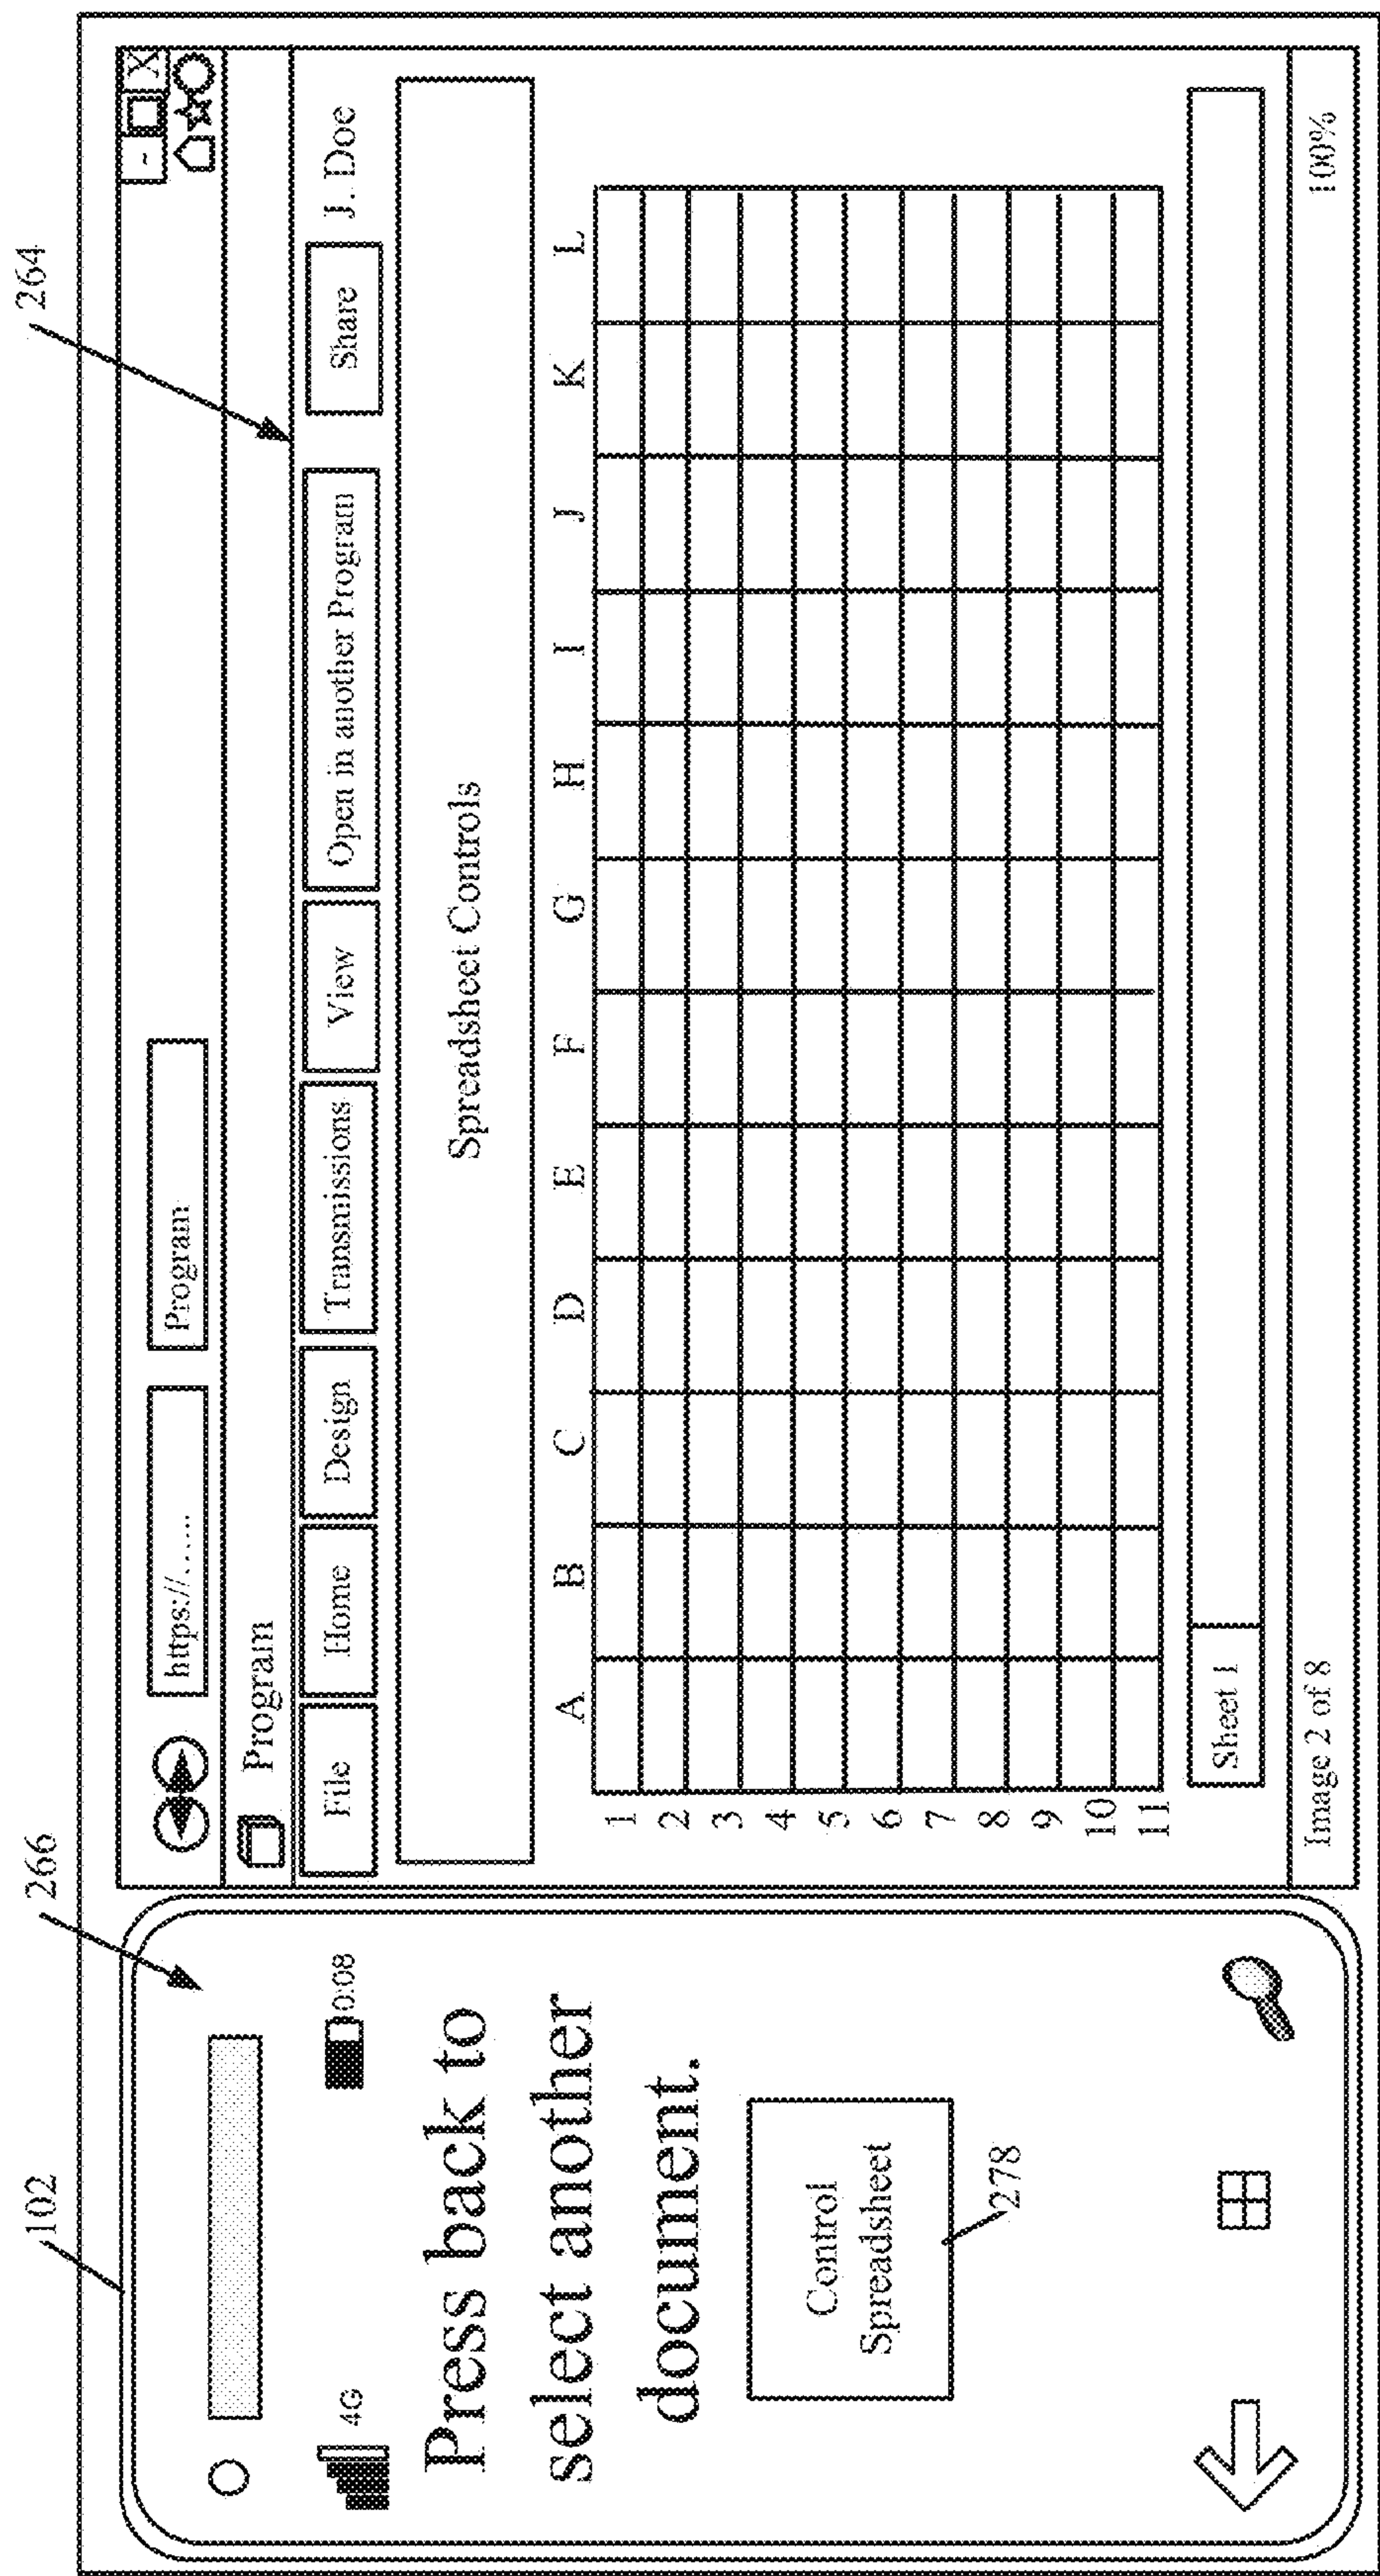 102
266
264
4G
10:08
Press back to
select another
document.
Control
Spreadsheet
278
https://......
Program
- X
Program
File Home Design Transmissions View Open in another Program Share J. Doe
Spreadsheet Controls
A B C D E F G H I J K L
1
2
3
4
5
6
7
8
9
10
11
Sheet 1
Image 2 of 8 100%